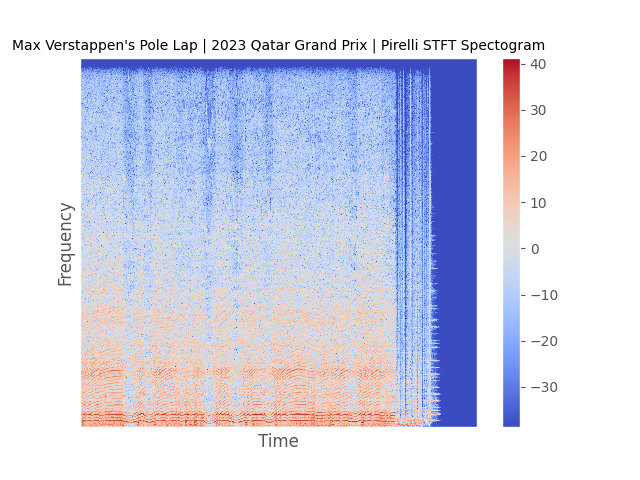 Max Verstappen's Pole Lap | 2023 Qatar Grand Prix | Pirelli STFT Spectogram
Frequency
Time
40
30
20
10
0
−10
−20
−30